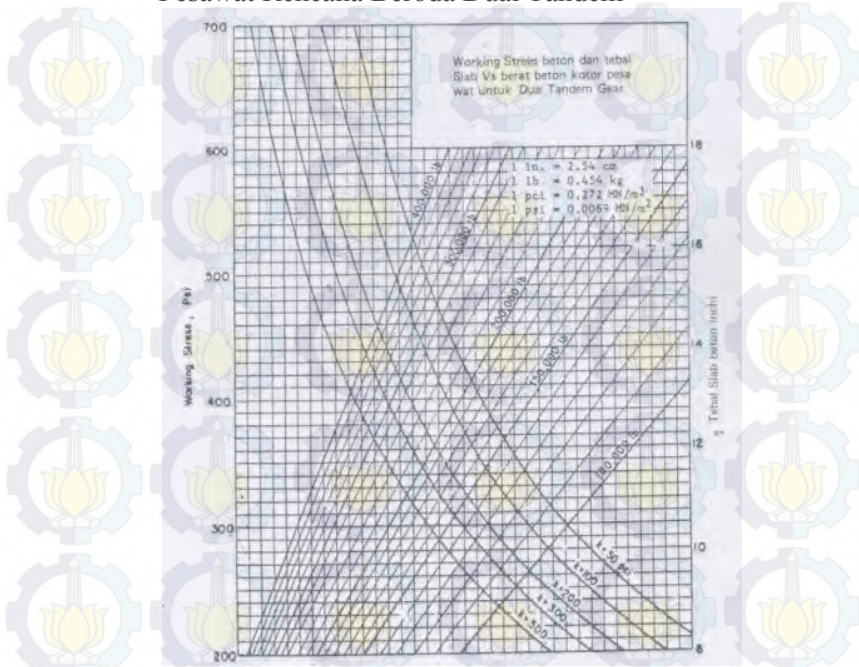 Pesawat Rencana Beroda Dual Tandem
700
Working Stress beton dan tebal
Slab Vs berat beton kotor pesa
wat untuk Dual Tandem Gear.
600
18
1 in. = 2.54 cm
1 lb. = 0.454 kg
1 pci = 0.272 MN/m³
1 psi = 0.0069 MN/m²
400,000 lb
300,000 lb
200,000 lb
150,000 lb
100,000 lb
16
500
Working Stress, Psi
14
Tebal Slab beton Inchi
400
12
300
10
k=50 pci
k=100
k=200
k=300
k=500
200
8